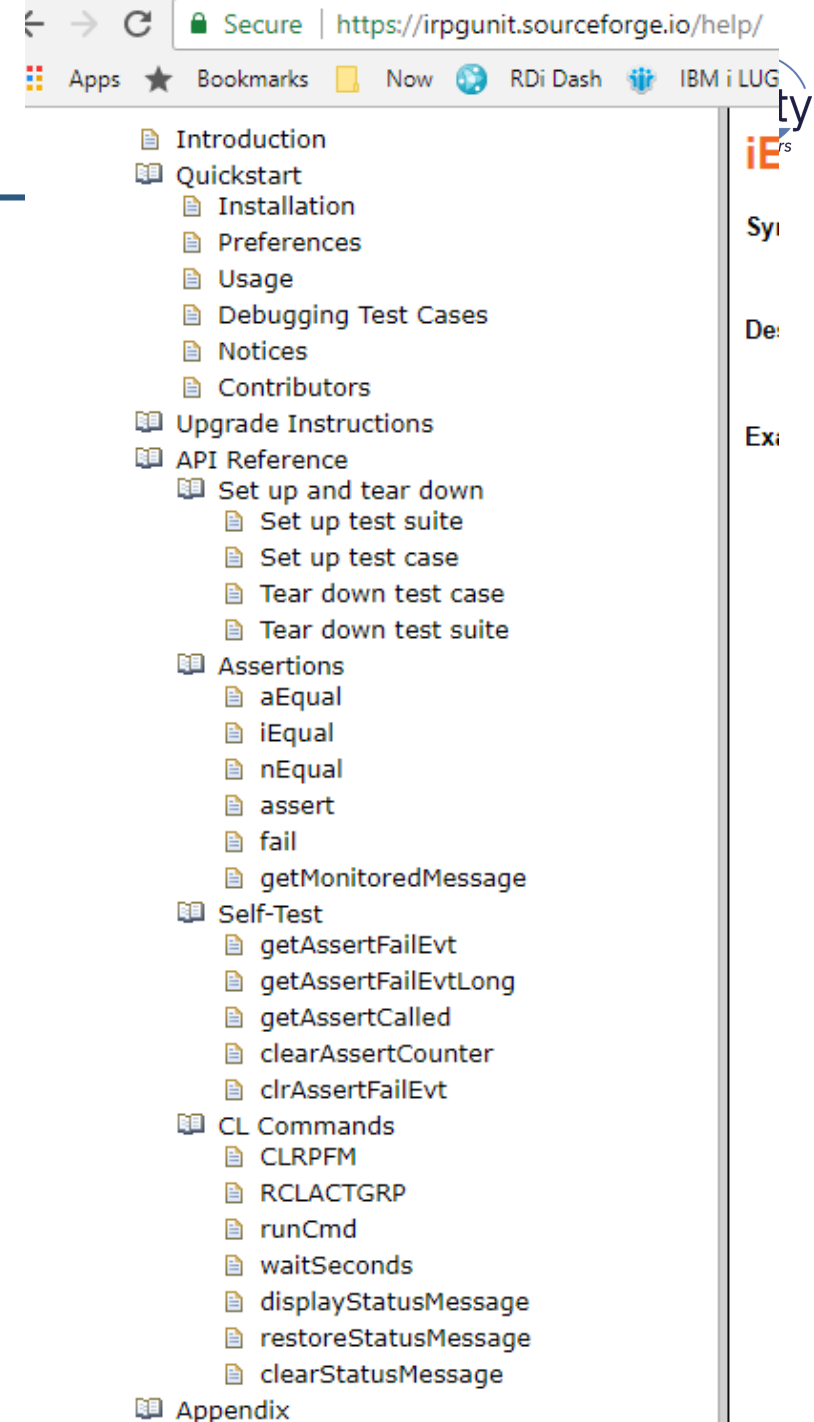 Secure | https://irpgunit.sourceforge.io/help/
Apps Bookmarks Now RDi Dash IBM i LUG
ty
rs
Introduction
Quickstart
Installation
Preferences
Usage
Debugging Test Cases
Notices
Contributors
Upgrade Instructions
API Reference
Set up and tear down
Set up test suite
Set up test case
Tear down test case
Tear down test suite
Assertions
aEqual
iEqual
nEqual
assert
fail
getMonitoredMessage
Self-Test
getAssertFailEvt
getAssertFailEvtLong
getAssertCalled
clearAssertCounter
clrAssertFailEvt
CL Commands
CLRPFM
RCLACTGRP
runCmd
waitSeconds
displayStatusMessage
restoreStatusMessage
clearStatusMessage
Appendix
iE